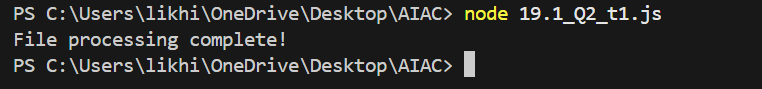 PS C:\Users\likhi\OneDrive\Desktop\AIAC> node 19.1_Q2_t1.js
File processing complete!
PS C:\Users\likhi\OneDrive\Desktop\AIAC>